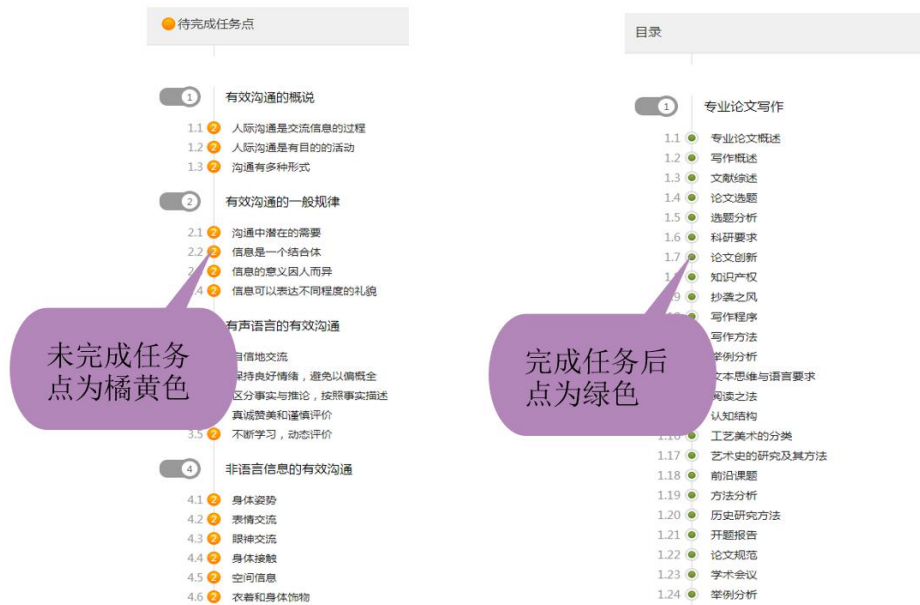 待完成任务点
1 有效沟通的概说
1.1 2 人际沟通是交流信息的过程
1.2 2 人际沟通是有目的的活动
1.3 2 沟通有多种形式
2 有效沟通的一般规律
2.1 2 沟通中潜在的需要
2.2 2 信息是一个结合体
2 信息的意义因人而异
.4 2 信息可以表达不同程度的礼貌
有声语言的有效沟通
自信地交流
保持良好情绪，避免以偏概全
区分事实与推论，按照事实描述
真诚赞美和谨慎评价
3.5 2 不断学习，动态评价
4 非语言信息的有效沟通
4.1 2 身体姿势
4.2 2 表情交流
4.3 2 眼神交流
4.4 2 身体接触
4.5 2 空间信息
4.6 2 衣着和身体饰物
未完成任务
点为橘黄色
目录
1 专业论文写作
1.1 专业论文概述
1.2 写作概述
1.3 文献综述
1.4 论文选题
1.5 选题分析
1.6 科研要求
1.7 论文创新
知识产权
.9 抄袭之风
写作程序
写作方法
举例分析
文本思维与语言要求
阅读之法
认知结构
1.16 工艺美术的分类
1.17 艺术史的研究及其方法
1.18 前沿课题
1.19 方法分析
1.20 历史研究方法
1.21 开题报告
1.22 论文规范
1.23 学术会议
1.24 举例分析
完成任务后
点为绿色